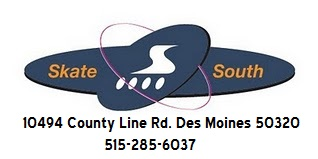 Skate South
10494 County Line Rd. Des Moines 50320
515-285-6037